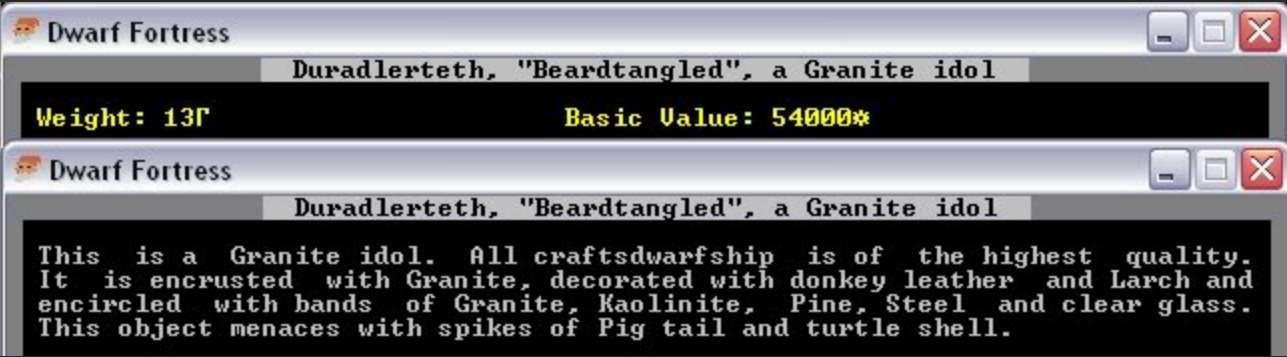 Dwarf Fortress
Duradlerteth, "Beardtangled", a Granite idol
Weight: 13Γ Basic Value: 54000☼
Dwarf Fortress
Duradlerteth, "Beardtangled", a Granite idol
This is a Granite idol. All craftsdwarfship is of the highest quality.
It is encrusted with Granite, decorated with donkey leather and Larch and
encircled with bands of Granite, Kaolinite, Pine, Steel and clear glass.
This object menaces with spikes of Pig tail and turtle shell.